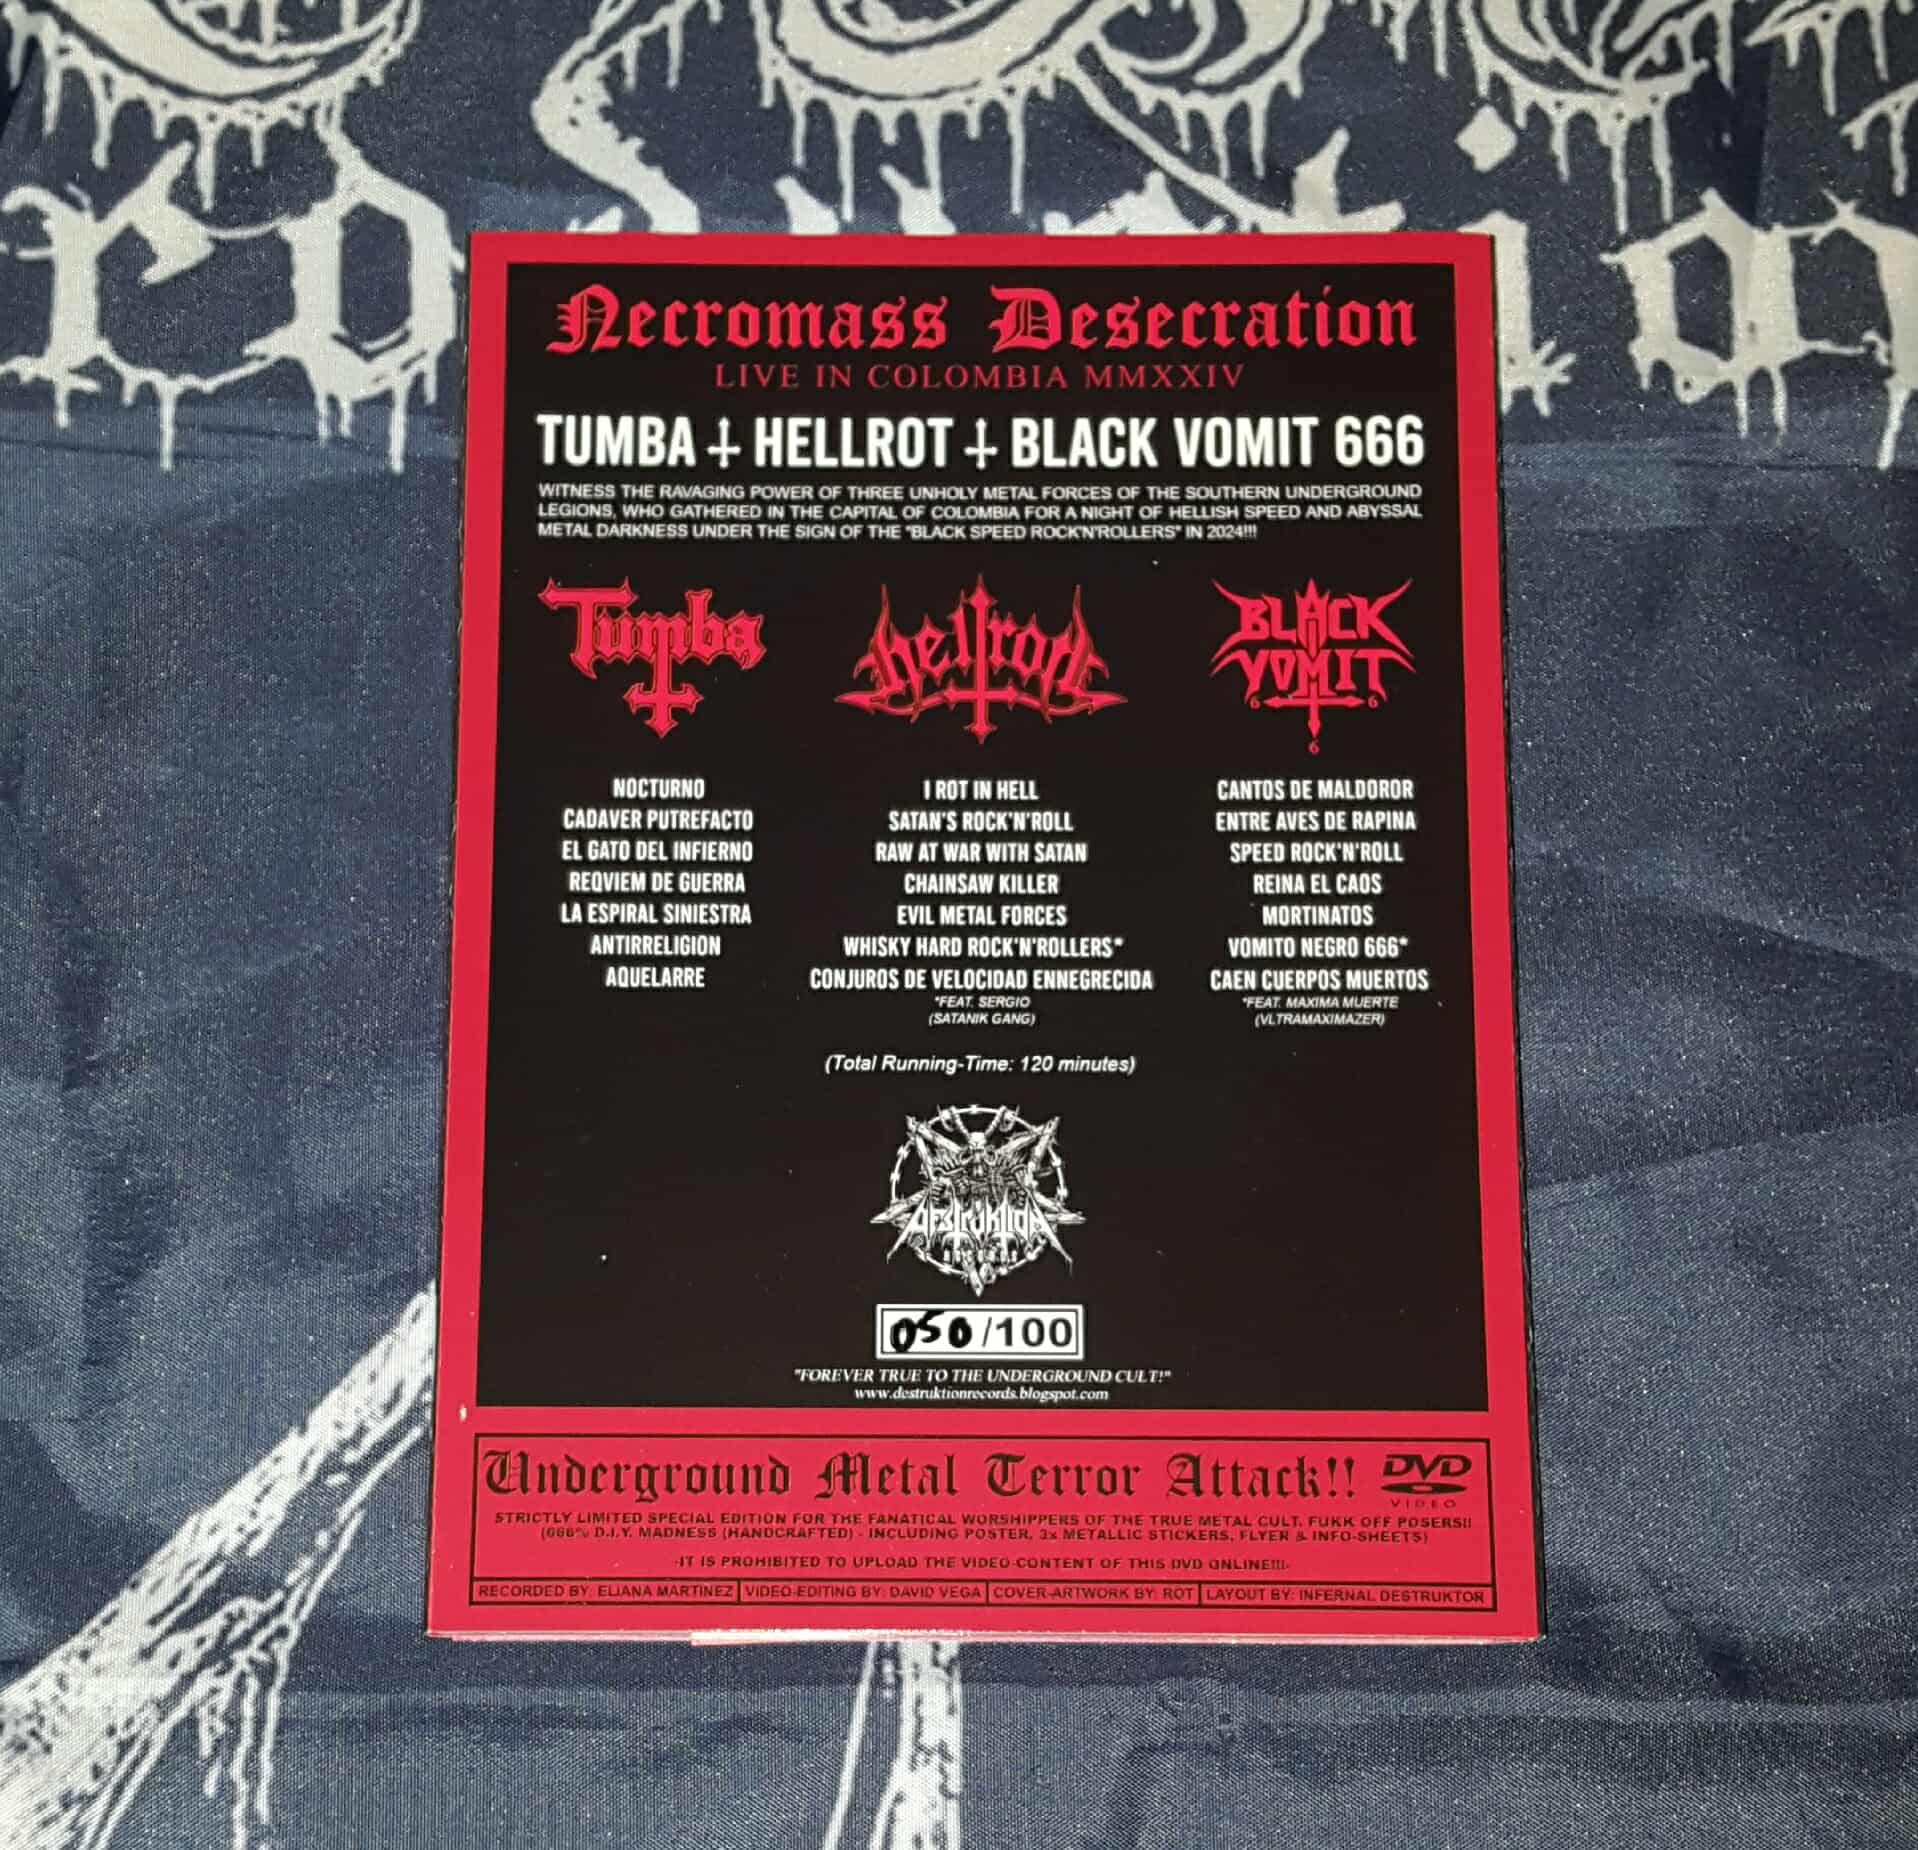 Necromass Desecration
LIVE IN COLOMBIA MMXXIV
TUMBA HELLROT BLACK VOMIT 666
WITNESS THE RAVAGING POWER OF THREE UNHOLY METAL FORCES OF THE SOUTHERN UNDERGROUND
LEGIONS, WHO GATHERED IN THE CAPITAL OF COLOMBIA FOR A NIGHT OF HELLISH SPEED AND ABYSSAL
METAL DARKNESS UNDER THE SIGN OF THE "BLACK SPEED ROCK'N'ROLLERS" IN 2024!!!
Tumba
NOCTURNO
CADAVER PUTREFACTO
EL GATO DEL INFIERNO
REQVIEM DE GUERRA
LA ESPIRAL SINIESTRA
ANTIRRELIGION
AQUELARRE
hellrot
I ROT IN HELL
SATAN'S ROCK'N'ROLL
RAW AT WAR WITH SATAN
CHAINSAW KILLER
EVIL METAL FORCES
WHISKY HARD ROCK'N'ROLLERS*
CONJUROS DE VELOCIDAD ENNEGRECIDA
*FEAT. SERGIO
(SATANIK GANG)
BLACK
VOMIT
6 6
6
CANTOS DE MALDOROR
ENTRE AVES DE RAPINA
SPEED ROCK'N'ROLL
REINA EL CAOS
MORTINATOS
VOMITO NEGRO 666*
CAEN CUERPOS MUERTOS
*FEAT. MAXIMA MUERTE
(VLTRAMAXIMAZER)
(Total Running-Time: 120 minutes)
DESTRUKTION
RECORDS
050/100
"FOREVER TRUE TO THE UNDERGROUND CULT!"
www.destruktionrecords.blogspot.com
Underground Metal Terror Attack!!
DVD
VIDEO
STRICTLY LIMITED SPECIAL EDITION FOR THE FANATICAL WORSHIPPERS OF THE TRUE METAL CULT. FUKK OFF POSERS!!
(666% D.I.Y. MADNESS (HANDCRAFTED) - INCLUDING POSTER, 3x METALLIC STICKERS, FLYER & INFO-SHEETS)
-IT IS PROHIBITED TO UPLOAD THE VIDEO-CONTENT OF THIS DVD ONLINE!!!-
RECORDED BY: ELIANA MARTINEZ VIDEO-EDITING BY: DAVID VEGA COVER-ARTWORK BY: ROT LAYOUT BY: INFERNAL DESTRUKTOR